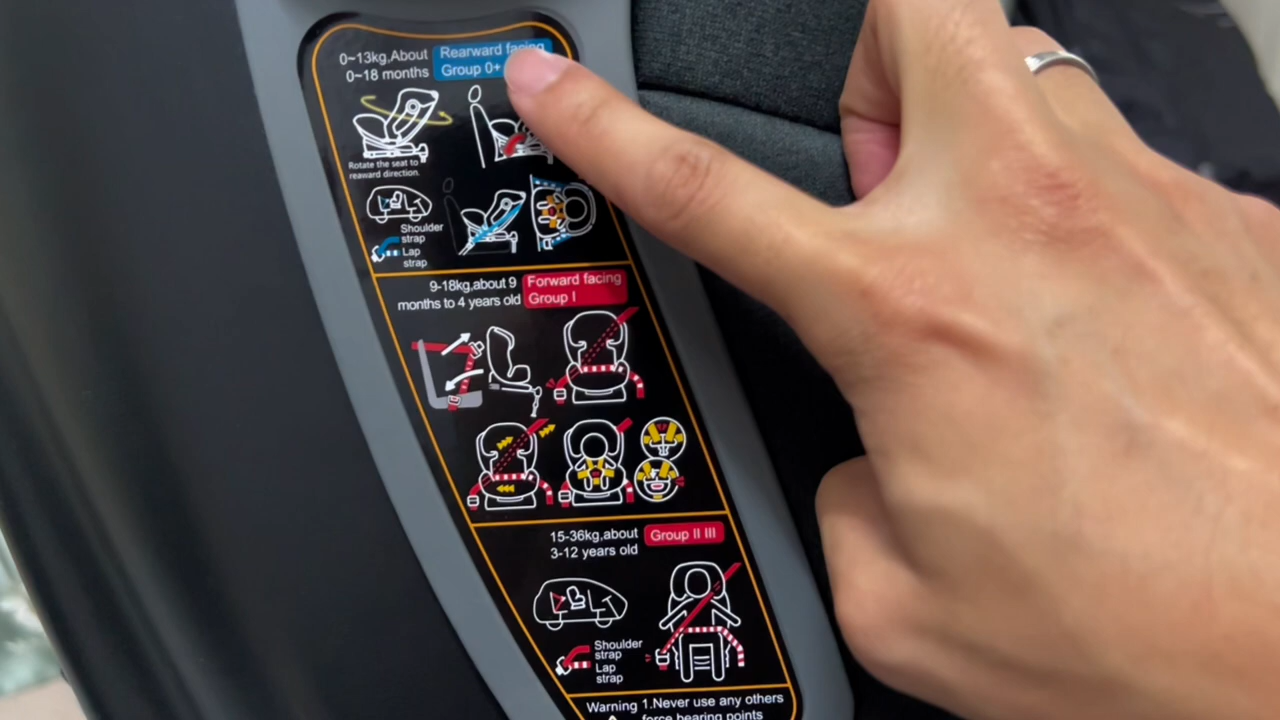 0~13kg,About
0~18 months
Rearward facing
Group 0+
Rotate the seat to
reaward direction.
Shoulder
strap
Lap
strap
9-18kg,about 9
months to 4 years old
Forward facing
Group I
15-36kg,about
3-12 years old
Group II III
Shoulder
strap
Lap
strap
Warning 1.Never use any others
force bearing points